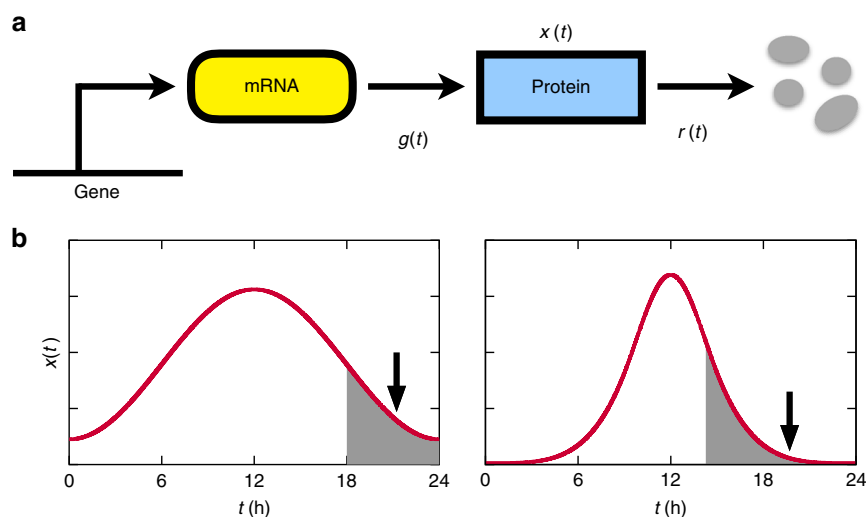 a
x (t)
mRNA
Protein
g(t)
r (t)
Gene
b
x(t)
0 6 12 18 24
0 6 12 18 24
t (h)
t (h)